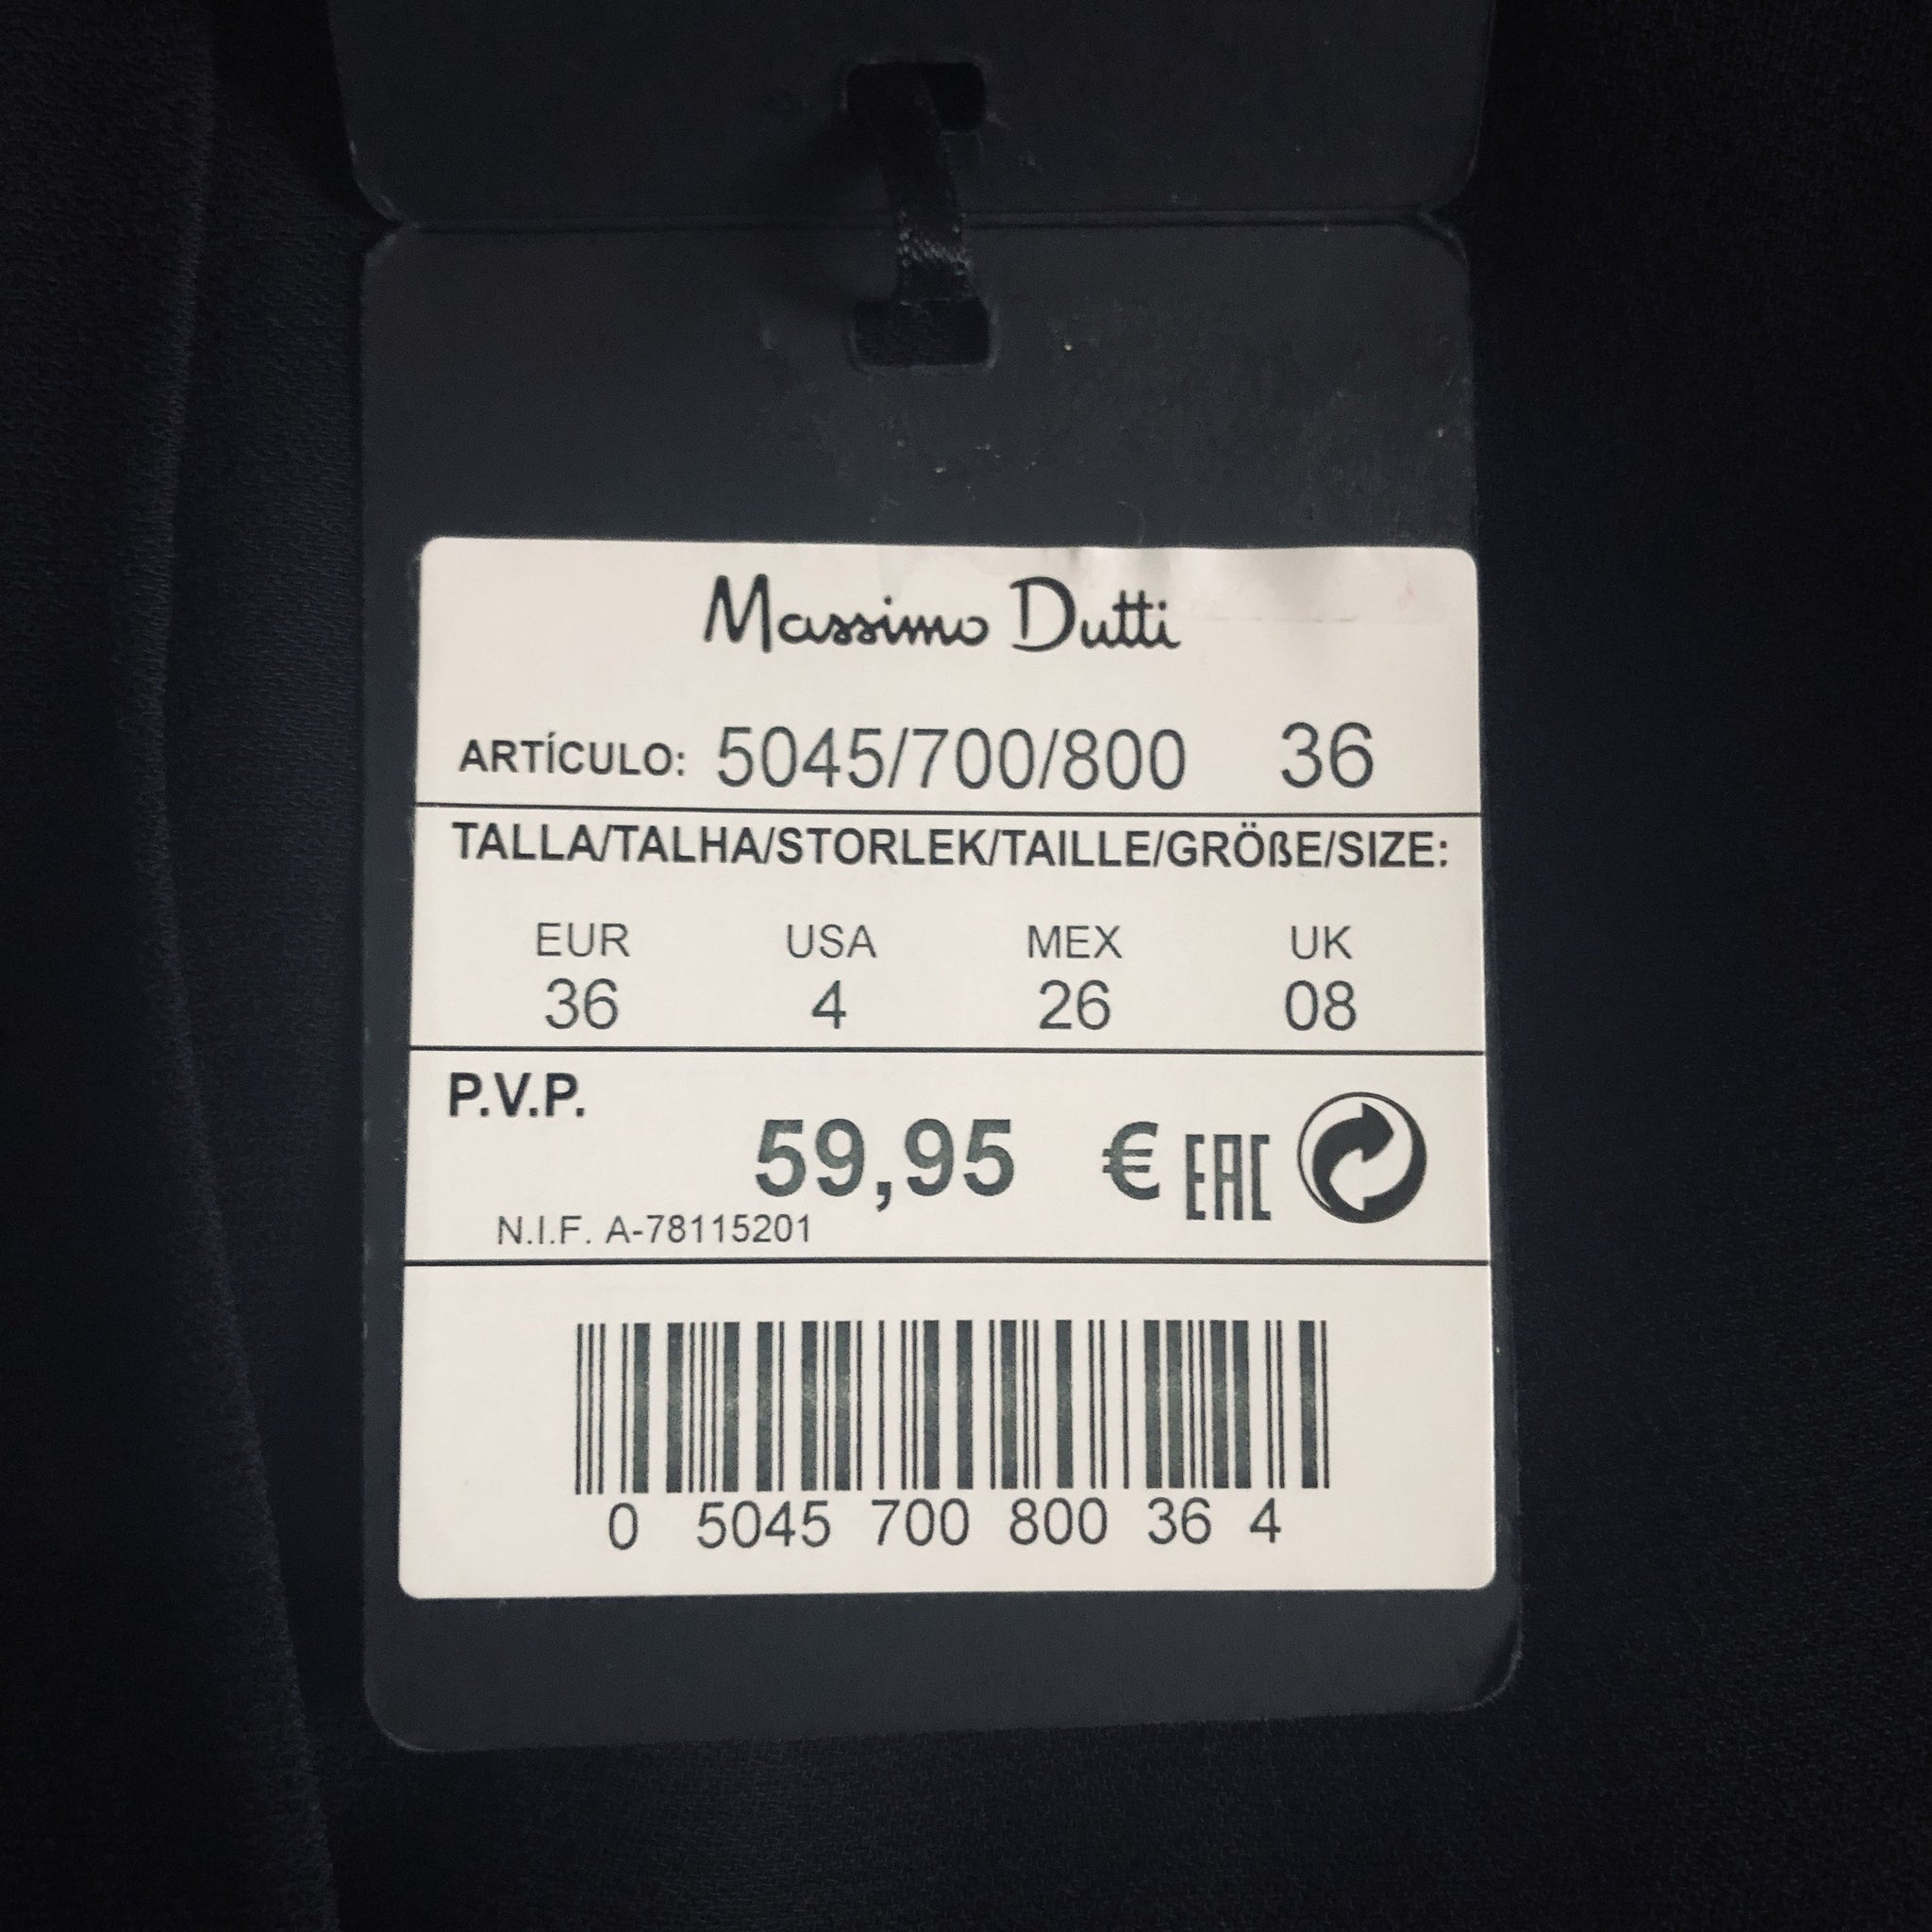 Massimo Dutti
ARTÍCULO: 5045/700/800 36
TALLA/TALHA/STORLEK/TAILLE/GRÖßE/SIZE:
EUR USA MEX UK
36 4 26 08
P.V.P.
59,95 € EAC
N.I.F. A-78115201
0 5045 700 800 36 4